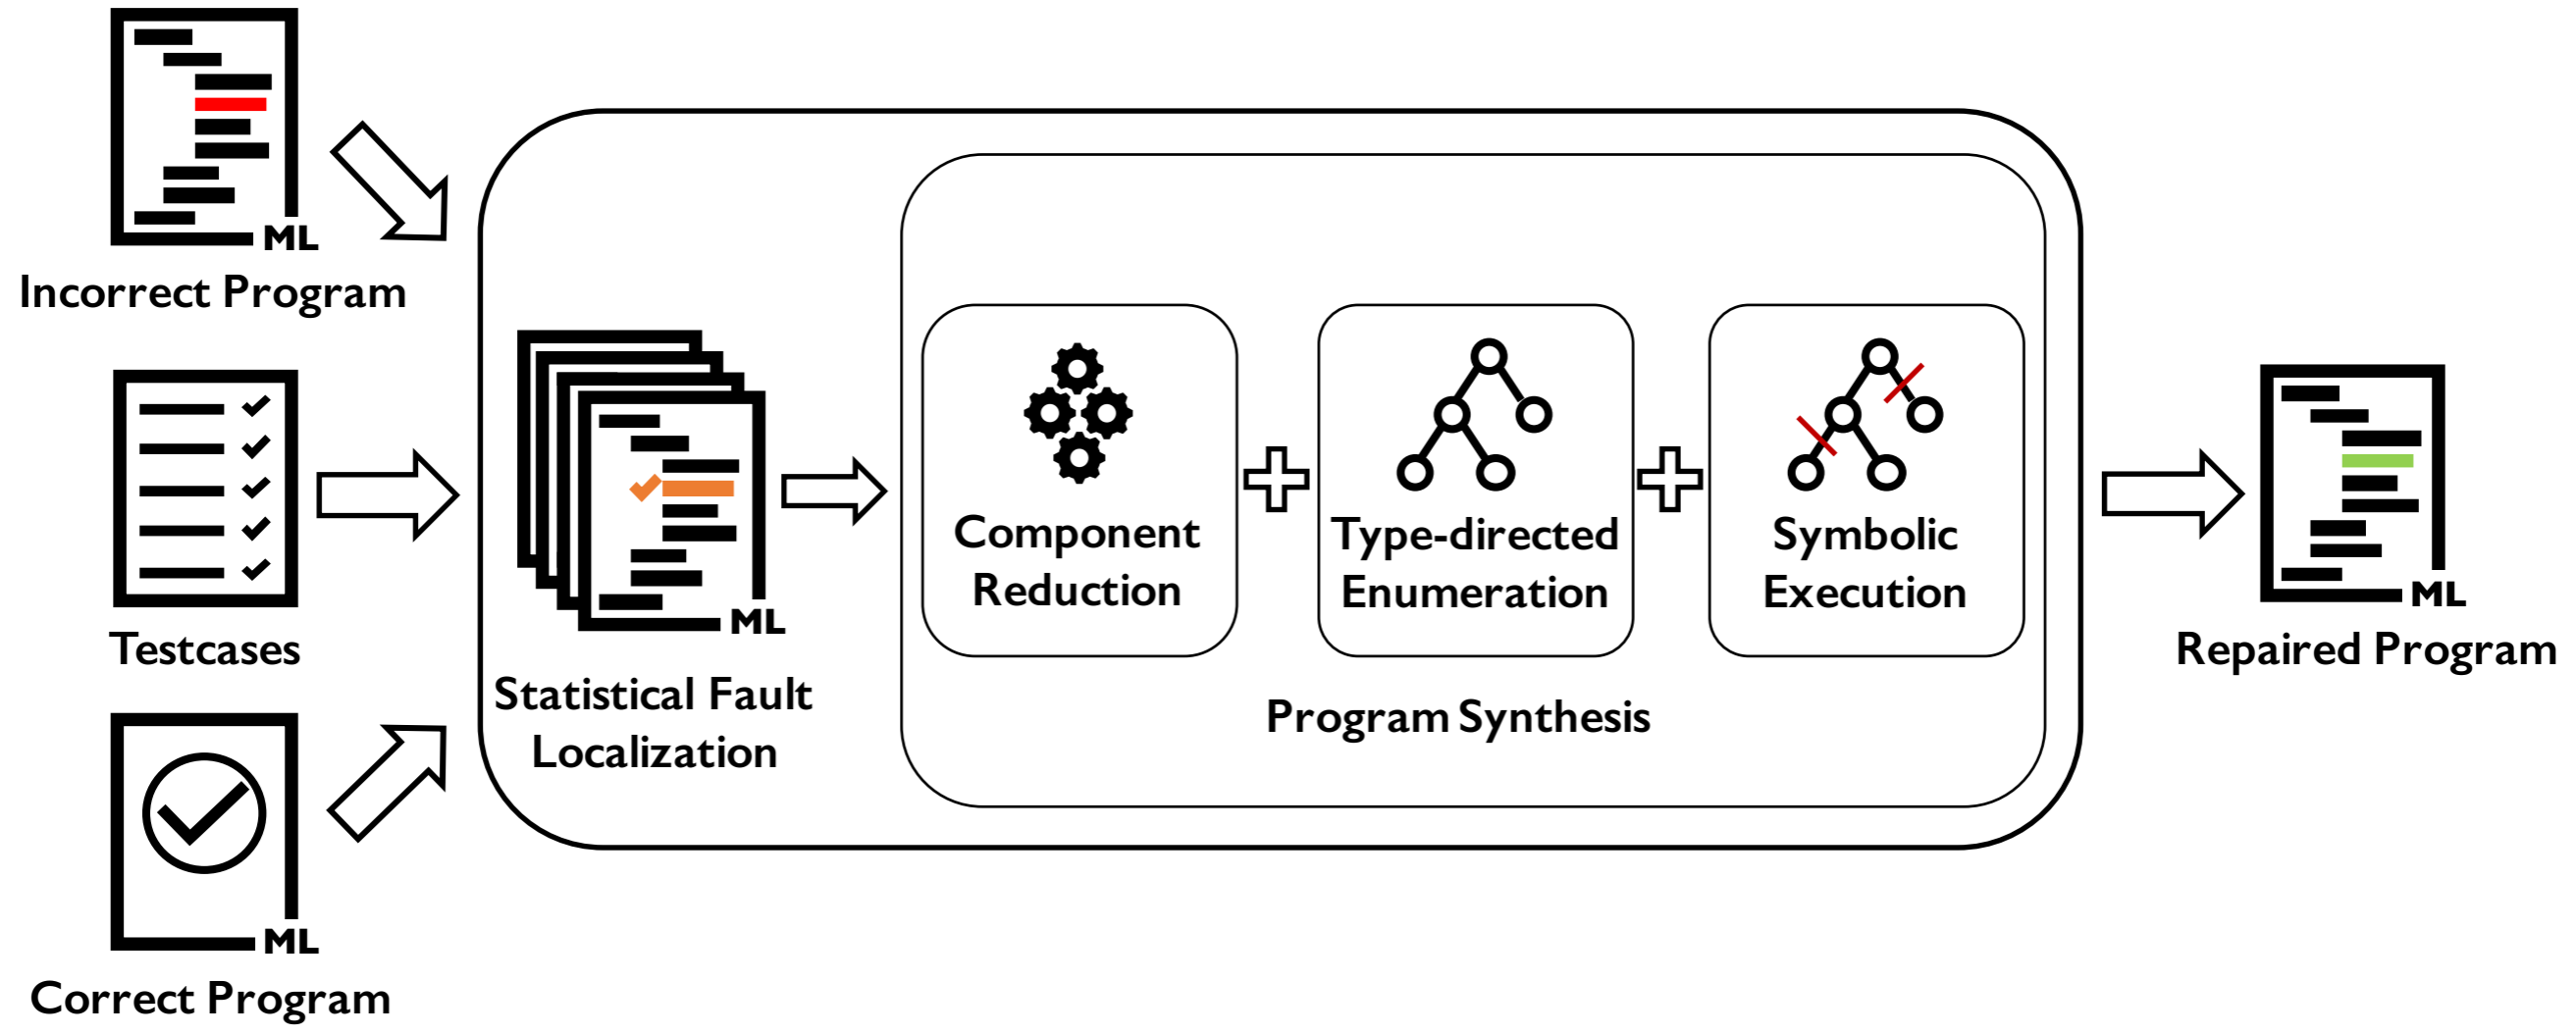 ML
Incorrect Program
Testcases
ML
Correct Program
ML
Statistical Fault
Localization
Component
Reduction
Type-directed
Enumeration
Symbolic
Execution
Program Synthesis
ML
Repaired Program